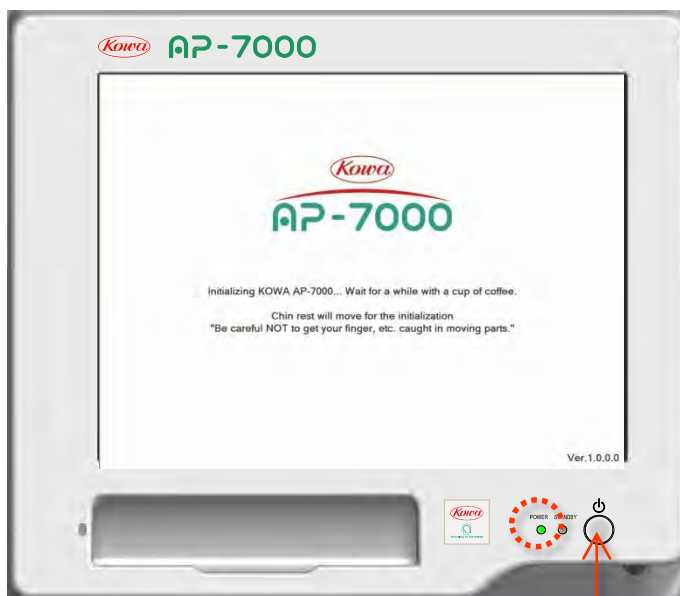 Kowa AP-7000
Kowa
AP-7000
Initializing KOWA AP-7000... Wait for a while with a cup of coffee.
Chin rest will move for the initialization
"Be careful NOT to get your finger, etc. caught in moving parts."
Ver.1.0.0.0
Kowa
POWER STANDBY